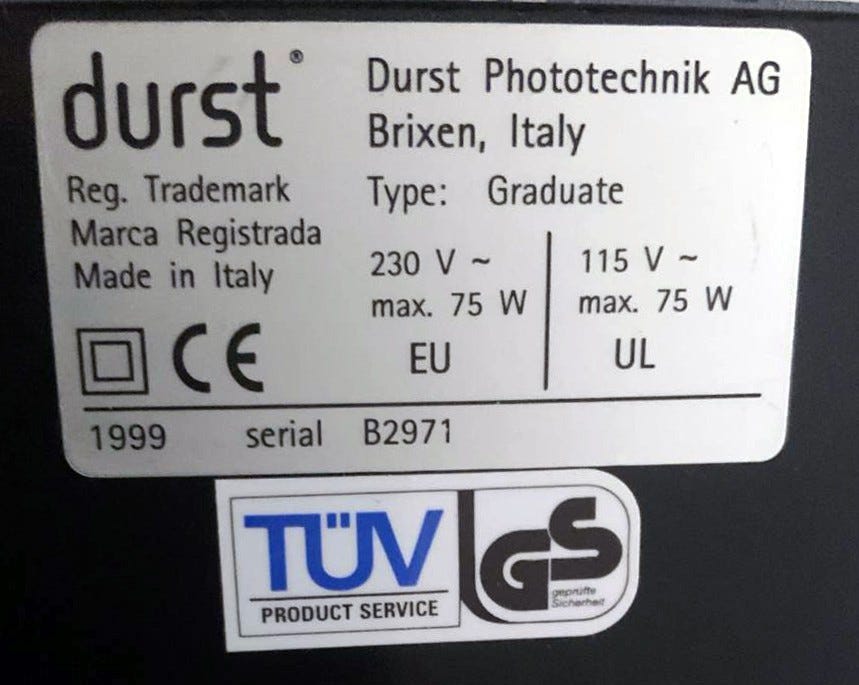 durst®
Reg. Trademark
Marca Registrada
Made in Italy
CE
Durst Phototechnik AG
Brixen, Italy
Type: Graduate
230 V ~
max. 75 W
EU
115 V ~
max. 75 W
UL
1999 serial B2971
TÜV
PRODUCT SERVICE
GS
geprüfte
Sicherheit